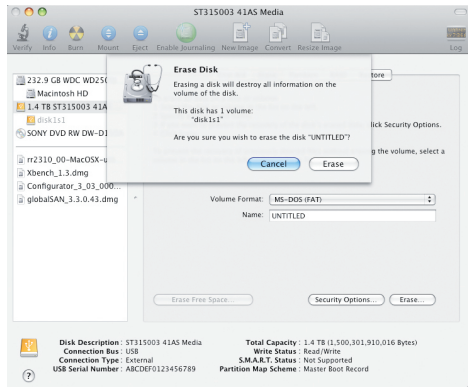 ST315003 41AS Media
Verify Info Burn Mount Eject Enable Journaling New Image Convert Resize Image Log
232.9 GB WDC WD25
Macintosh HD
1.4 TB ST315003 41A
disk1s1
SONY DVD RW DW-D1
rr2310_00-MacOSX-u
Xbench_1.3.dmg
Configurator_3_03_000...
globalSAN_3.3.0.43.dmg
Erase Disk
Erasing a disk will destroy all information on the
volume of the disk.
This disk has 1 volume:
"disk1s1"
Are you sure you wish to erase the disk "UNTITLED"?
Cancel Erase
tore
lick Security Options.
g the volume, select a
Volume Format: MS-DOS (FAT)
Name: UNTITLED
Erase Free Space... Security Options... Erase...
Disk Description : ST315003 41AS Media Total Capacity : 1.4 TB (1,500,301,910,016 Bytes)
Connection Bus : USB Write Status : Read/Write
Connection Type : External S.M.A.R.T. Status : Not Supported
USB Serial Number : ABCDEF0123456789 Partition Map Scheme : Master Boot Record
?